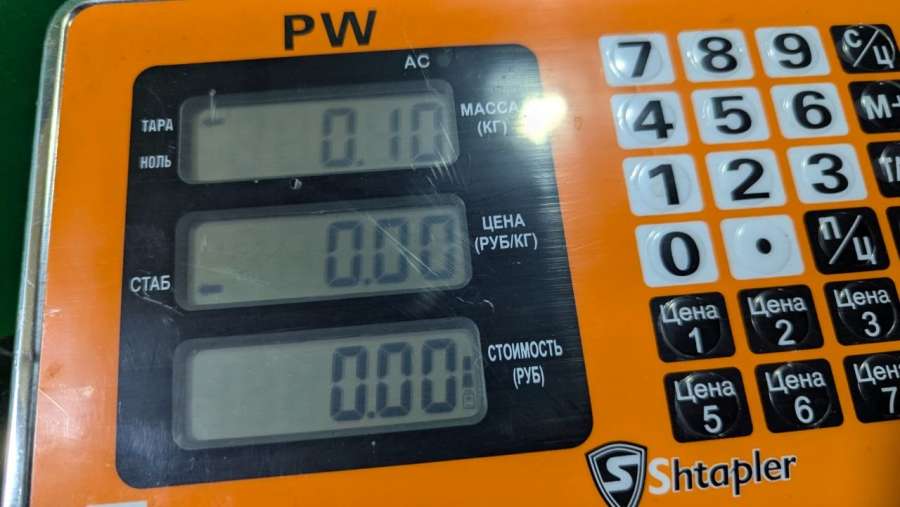 PW
AC
ТАРА
НОЛЬ
0.10
МАССА
(КГ)
СТАБ
0.00
ЦЕНА
(РУБ/КГ)
0.00
СТОИМОСТЬ
(РУБ)
7 8 9 С/Ц
4 5 6 М+
1 2 3
0 . П/Ц
Цена 1 Цена 2 Цена 3
Цена 5 Цена 6 Цена 7
S Shtapler